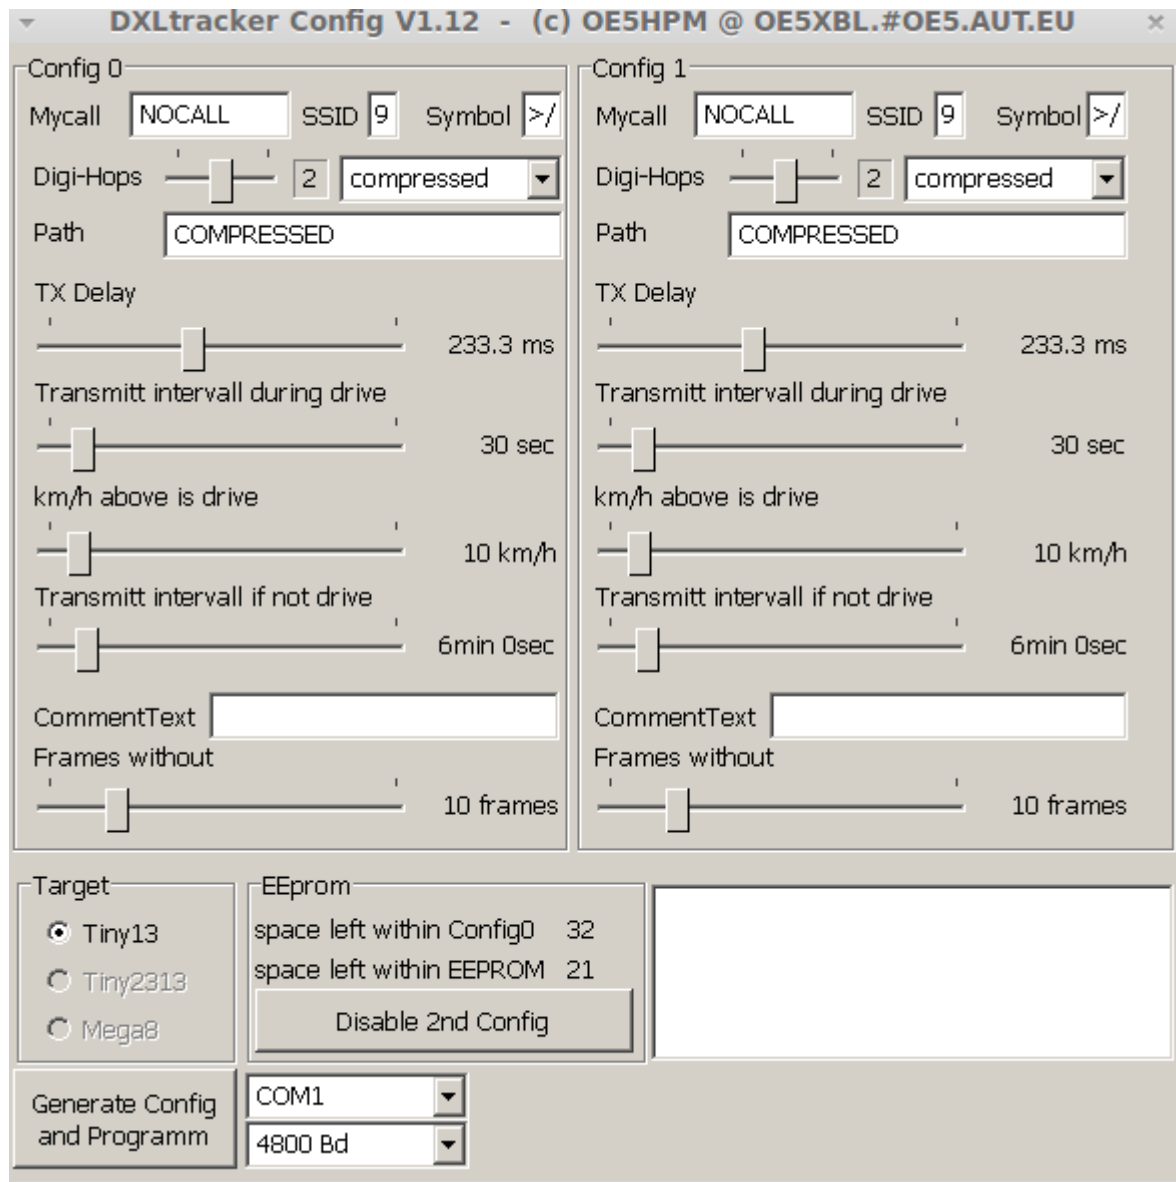 DXLtracker Config V1.12 - (c) OE5HPM @ OE5XBL.#OE5.AUT.EU
Config 0
Mycall NOCALL SSID 9 Symbol >/
Digi-Hops 2 compressed
Path COMPRESSED
TX Delay
233.3 ms
Transmitt intervall during drive
30 sec
km/h above is drive
10 km/h
Transmitt intervall if not drive
6min 0sec
CommentText
Frames without
10 frames
Config 1
Mycall NOCALL SSID 9 Symbol >/
Digi-Hops 2 compressed
Path COMPRESSED
TX Delay
233.3 ms
Transmitt intervall during drive
30 sec
km/h above is drive
10 km/h
Transmitt intervall if not drive
6min 0sec
CommentText
Frames without
10 frames
Target
Tiny13
Tiny2313
Mega8
EEprom
space left within Config0 32
space left within EEPROM 21
Disable 2nd Config
Generate Config
and Programm
COM1
4800 Bd